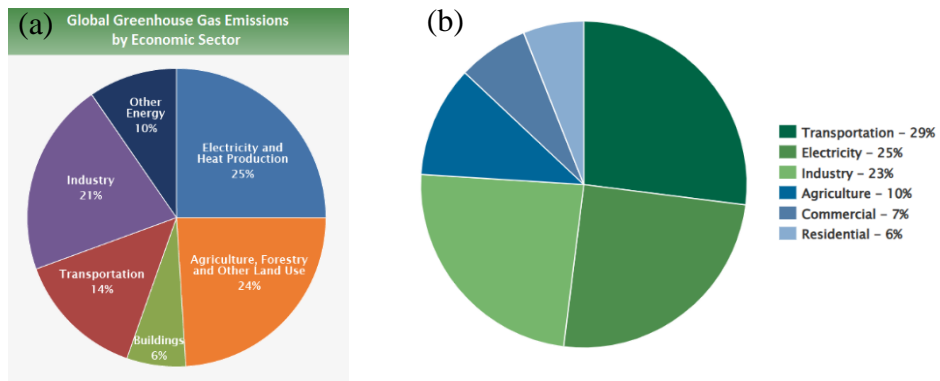 (a)
Global Greenhouse Gas Emissions
by Economic Sector
Other
Energy
10%
Electricity and
Heat Production
25%
Industry
21%
Agriculture, Forestry
and Other Land Use
24%
Transportation
14%
Buildings
6%
(b)
Transportation – 29%
Electricity – 25%
Industry – 23%
Agriculture – 10%
Commercial – 7%
Residential – 6%